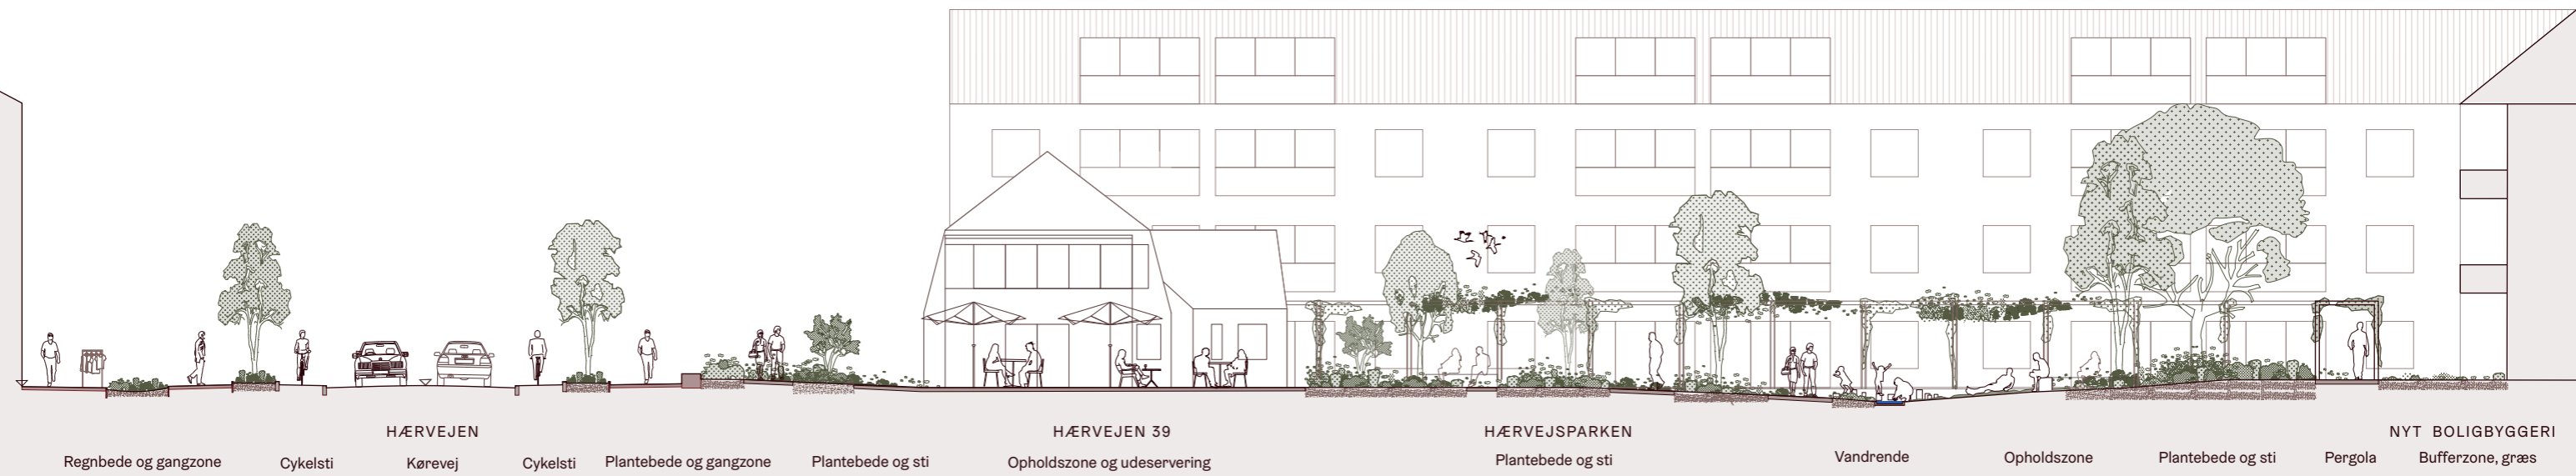 HÆRVEJEN
HÆRVEJEN 39
HÆRVEJSPARKEN
NYT BOLIGBYGGERI
Regnbede og gangzone
Cykelsti
Kørevej
Cykelsti
Plantebede og gangzone
Plantebede og sti
Opholdszone og udeservering
Plantebede og sti
Vandrende
Opholdszone
Plantebede og sti
Pergola
Bufferzone, græs